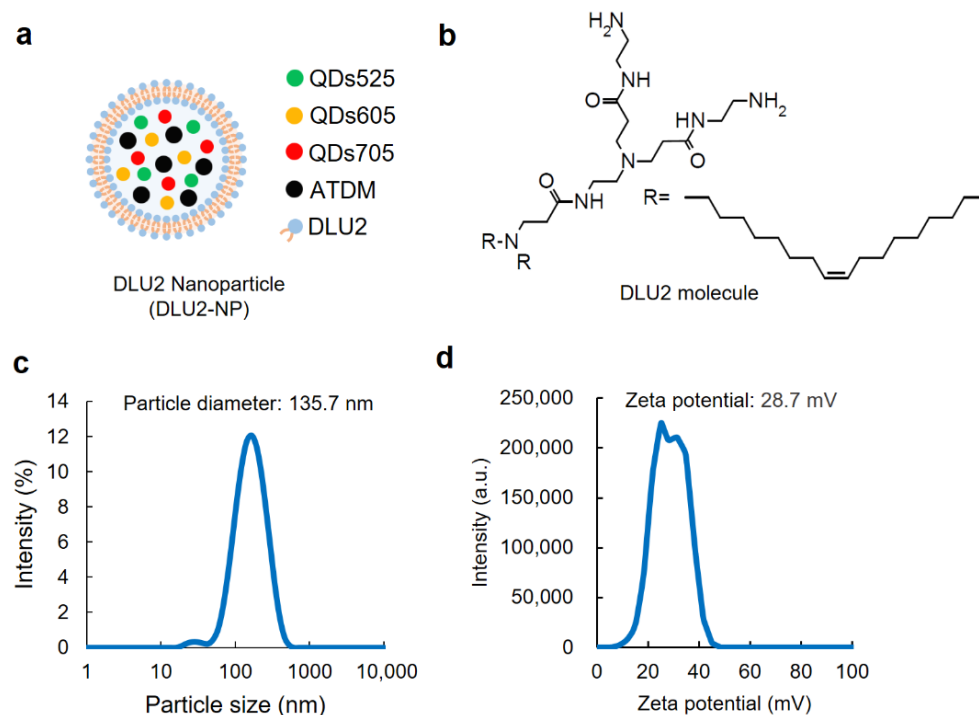 a
QDs525
QDs605
QDs705
ATDM
DLU2
DLU2 Nanoparticle
(DLU2-NP)
b
H2N
NH
O
NH2
HN
O
N
O
NH
R-N
R
R=
DLU2 molecule
c
Particle diameter: 135.7 nm
Intensity (%)
14
12
10
8
6
4
2
0
1
10
100
1000
10,000
Particle size (nm)
d
Zeta potential: 28.7 mV
Intensity (a.u.)
250,000
200,000
150,000
100,000
50,000
0
0
20
40
60
80
100
Zeta potential (mV)